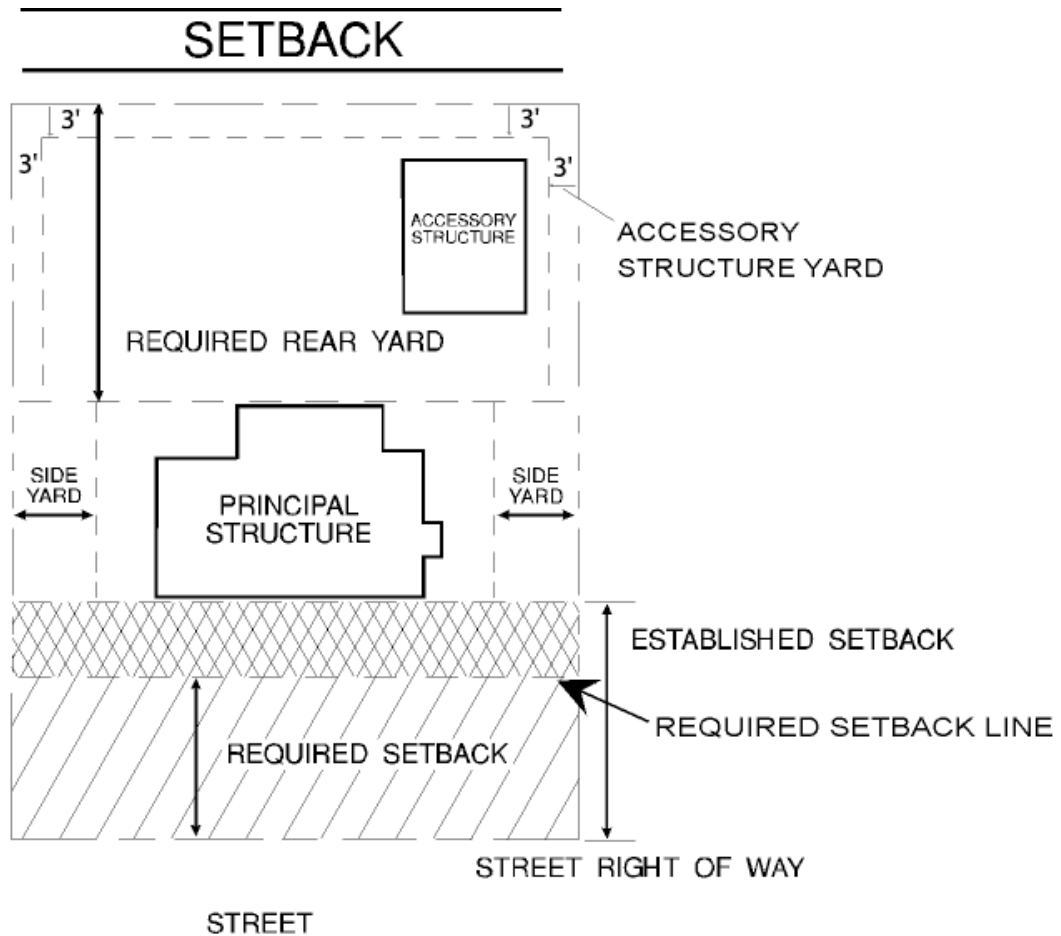 SETBACK
3'
3'
3'
3'
ACCESSORY
STRUCTURE
ACCESSORY
STRUCTURE YARD
REQUIRED REAR YARD
SIDE
YARD
SIDE
YARD
PRINCIPAL
STRUCTURE
ESTABLISHED SETBACK
REQUIRED SETBACK LINE
REQUIRED SETBACK
STREET RIGHT OF WAY
STREET